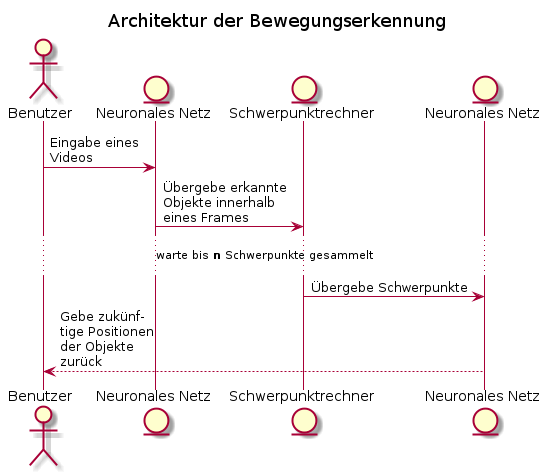 Architektur der Bewegungserkennung
Benutzer
Neuronales Netz
Schwerpunktrechner
Neuronales Netz
Eingabe eines
Videos
Übergebe erkannte
Objekte innerhalb
eines Frames
warte bis n Schwerpunkte gesammelt
Übergebe Schwerpunkte
Gebe zukünf-
tige Positionen
der Objekte
zurück
Benutzer
Neuronales Netz
Schwerpunktrechner
Neuronales Netz